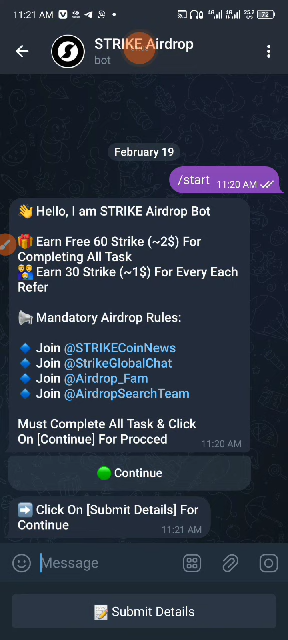 11:21 AM
72
STRIKE Airdrop
bot
February 19
/start 11:20 AM
👋 Hello, I am STRIKE Airdrop Bot
🎁 Earn Free 60 Strike (~2$) For
Completing All Task
👨‍👩‍👧 Earn 30 Strike (~1$) For Every Each
Refer
📢 Mandatory Airdrop Rules:
🔹 Join @STRIKECoinNews
🔹 Join @StrikeGlobalChat
🔹 Join @Airdrop_Fam
🔹 Join @AirdropSearchTeam
Must Complete All Task & Click
On [Continue] For Procced
11:20 AM
🟢 Continue
➡️ Click On [Submit Details] For
Continue
11:21 AM
Message
📝 Submit Details